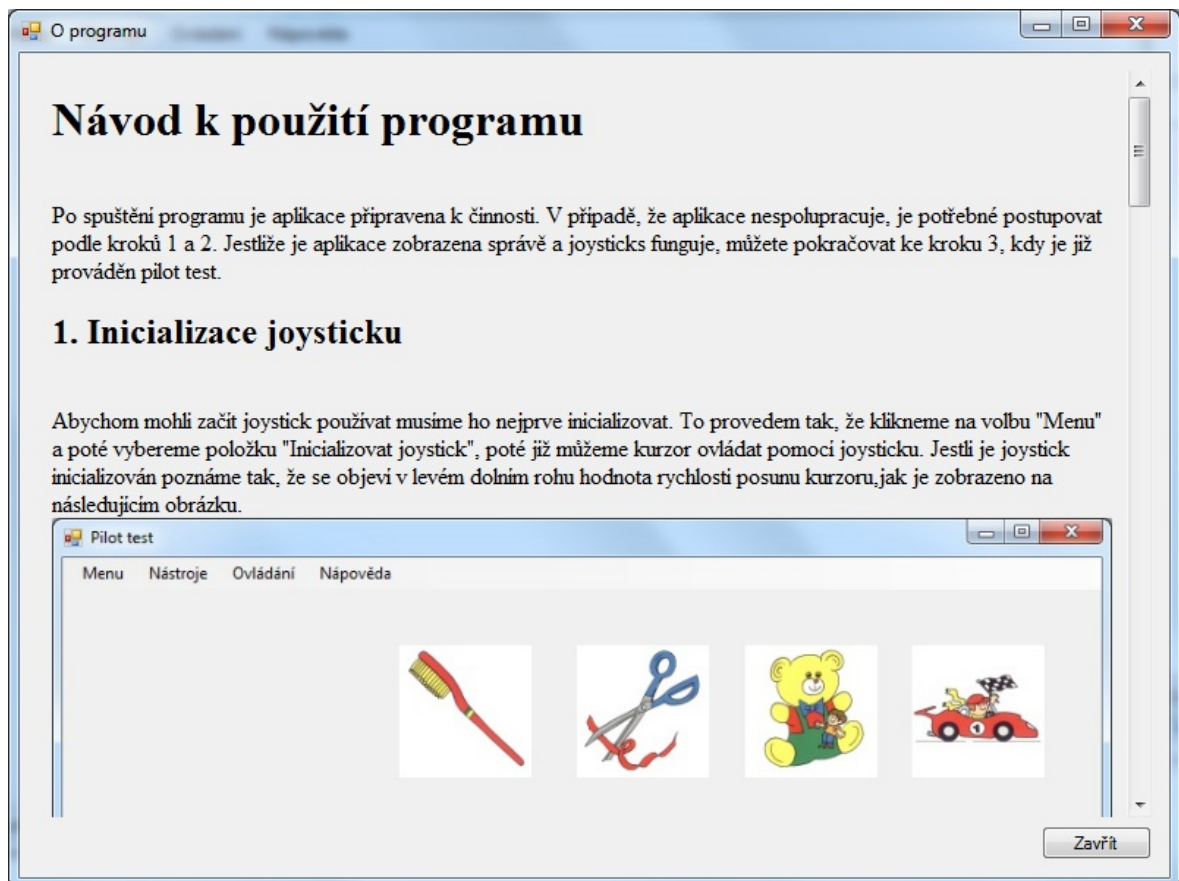 O programu
Návod k použití programu
Po spuštění programu je aplikace připravena k činnosti. V případě, že aplikace nespolupracuje, je potřebné postupovat
podle kroků 1 a 2. Jestliže je aplikace zobrazena správě a joysticks funguje, můžete pokračovat ke kroku 3, kdy je již
prováděn pilot test.
1. Inicializace joysticku
Abychom mohli začít joystick používat musíme ho nejprve inicializovat. To provedem tak, že klikneme na volbu "Menu"
a poté vybereme položku "Inicializovat joystick", poté již můžeme kurzor ovládat pomocí joysticku. Jestli je joystick
inicializován poznáme tak, že se objeví v levém dolním rohu hodnota rychlosti posunu kurzoru,jak je zobrazeno na
následujícím obrázku.
Pilot test
Menu Nástroje Ovládání Nápověda
1
Zavřít